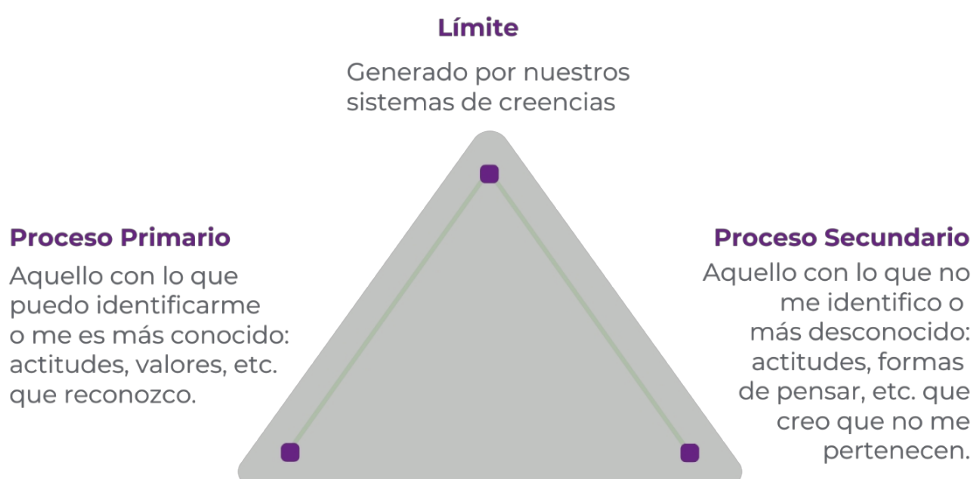 Límite
Generado por nuestros
sistemas de creencias
Proceso Primario
Aquello con lo que
puedo identificarme
o me es más conocido:
actitudes, valores, etc.
que reconozco.
Proceso Secundario
Aquello con lo que no
me identifico o
más desconocido:
actitudes, formas
de pensar, etc. que
creo que no me
pertenecen.